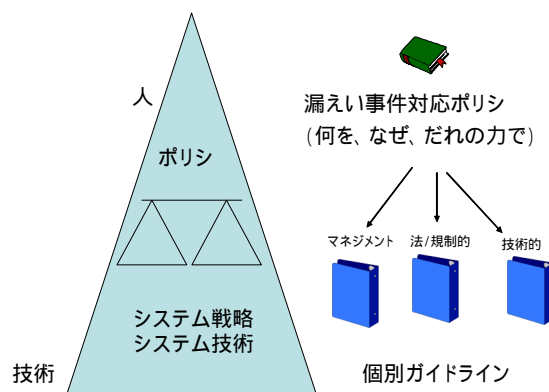 人
ポリシ
システム戦略
システム技術
技術
漏えい事件対応ポリシ
(何を、なぜ、だれの力で)
マネジメント
法/規制的
技術的
個別ガイドライン